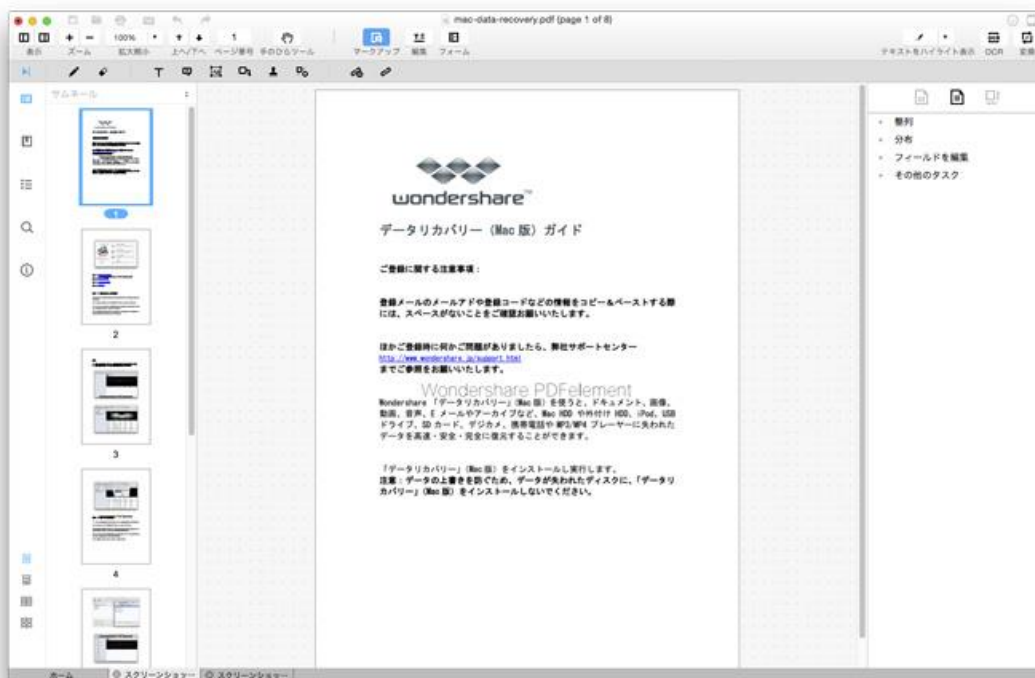 mac-data-recovery.pdf (page 1 of 8)
100%
1
表示 ズーム 拡大縮小 上へ/下へ ページ番号 手のひらツール マークアップ 編集 フォーム テキストをハイライト表示 OCR 変換
T
サムネール
1
2
3
4
wondershare™
データリカバリー（Mac 版）ガイド
ご登録に関する注意事項：
登録メールのメールアドや登録コードなどの情報をコピー&ペーストする際
には、スペースがないことをご確認お願いいたします。
ほかご登録時に何かご問題がありましたら、弊社サポートセンター
http://www.wondershare.jp/support.html
までご参照をお願いいたします。
Wondershare PDFelement
Wondershare 「データリカバリー」(Mac 版) を使うと、ドキュメント、画像、
動画、音声、E メールやアーカイブなど、Mac HDD や外付け HDD、iPod、USB
ドライブ、SD カード、デジカメ、携帯電話や MP3/MP4 プレーヤーに失われた
データを高速・安全・完全に復元することができます。
「データリカバリー」(Mac 版) をインストールし実行します。
注意：データの上書きを防ぐため、データが失われたディスクに、「データリ
カバリー」(Mac 版) をインストールしないでください。
整列
分布
フィールドを編集
その他のタスク
ホーム スクリーンショッ… スクリーンショッ…